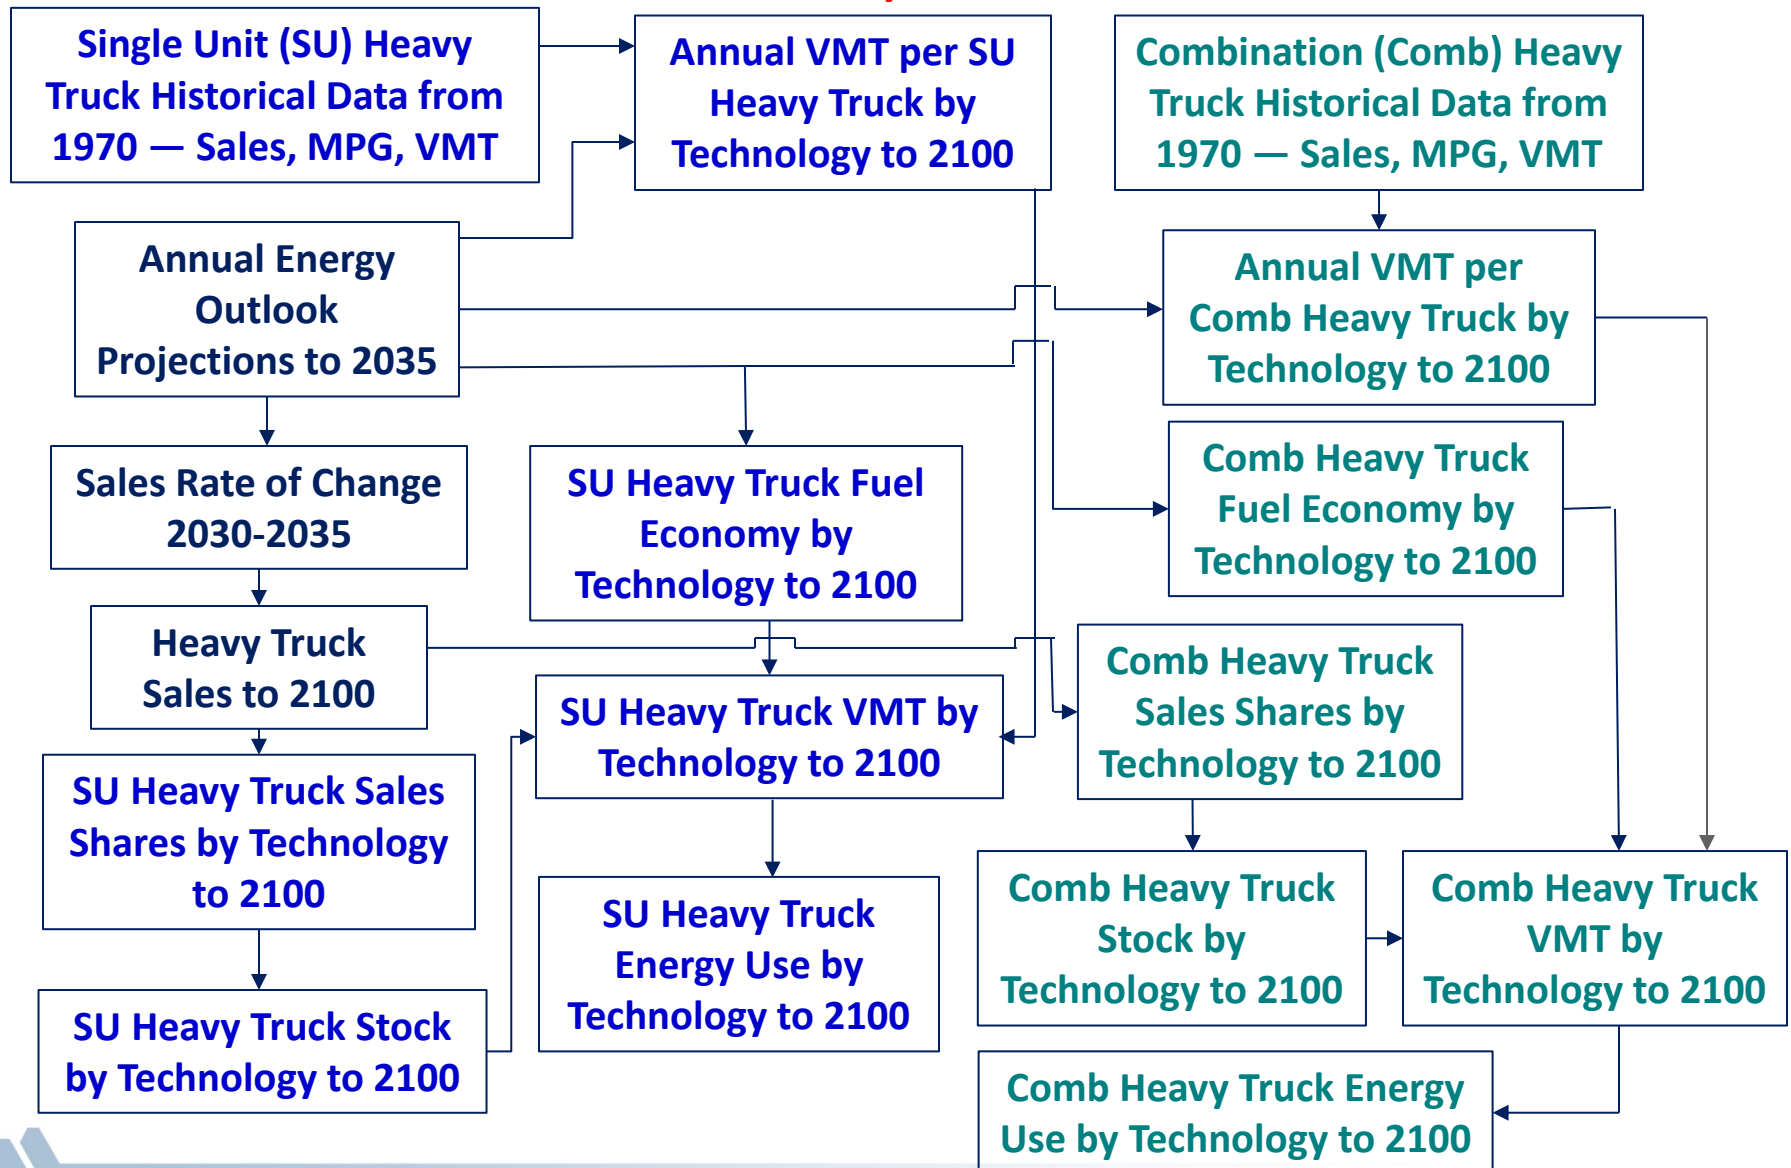 Single Unit (SU) Heavy
Truck Historical Data from
1970 — Sales, MPG, VMT
Annual VMT per SU
Heavy Truck by
Technology to 2100
Combination (Comb) Heavy
Truck Historical Data from
1970 — Sales, MPG, VMT
Annual Energy
Outlook
Projections to 2035
Annual VMT per
Comb Heavy Truck by
Technology to 2100
Sales Rate of Change
2030-2035
SU Heavy Truck Fuel
Economy by
Technology to 2100
Comb Heavy Truck
Fuel Economy by
Technology to 2100
Heavy Truck
Sales to 2100
SU Heavy Truck VMT by
Technology to 2100
Comb Heavy Truck
Sales Shares by
Technology to 2100
SU Heavy Truck Sales
Shares by Technology
to 2100
SU Heavy Truck
Energy Use by
Technology to 2100
Comb Heavy Truck
Stock by
Technology to 2100
Comb Heavy Truck
VMT by
Technology to 2100
SU Heavy Truck Stock
by Technology to 2100
Comb Heavy Truck Energy
Use by Technology to 2100